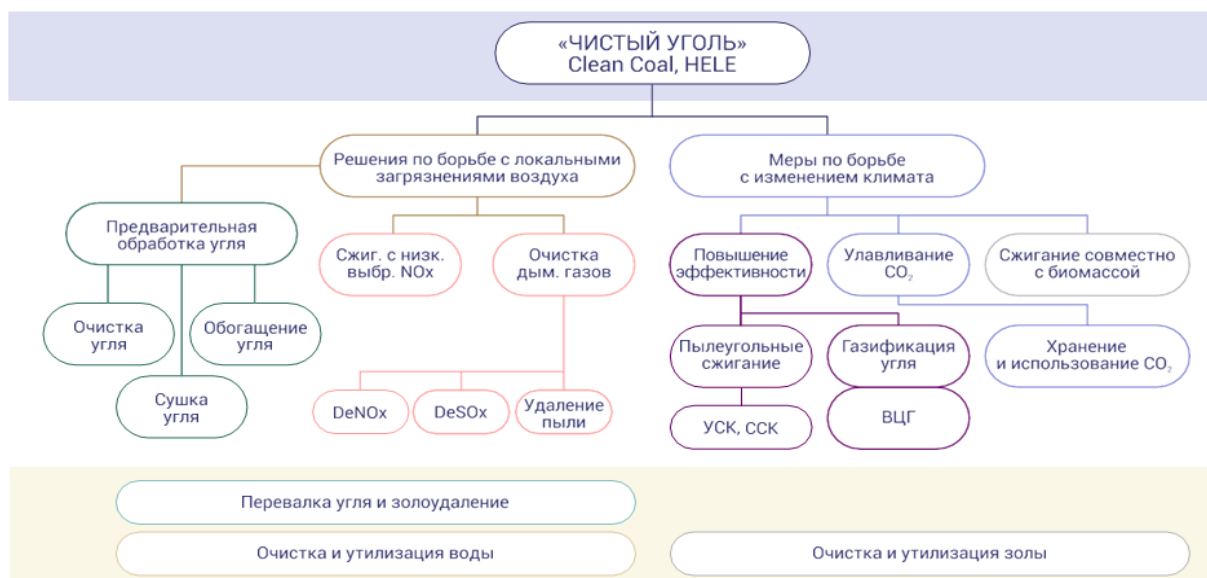 «ЧИСТЫЙ УГОЛЬ»
Clean Coal, HELE
Решения по борьбе с локальными
загрязнениями воздуха
Меры по борьбе
с изменением климата
Предварительная
обработка угля
Сжиг. с низк.
выбр. NOx
Очистка
дым. газов
Повышение
эффективности
Улавливание
CO₂
Сжигание совместно
с биомассой
Очистка
угля
Обогащение
угля
Сушка
угля
Пылеугольные
сжигание
Газификация
угля
Хранение
и использование CO₂
DeNOx
DeSOx
Удаление
пыли
УСК, ССК
ВЦГ
Перевалка угля и золоудаление
Очистка и утилизация воды
Очистка и утилизация золы